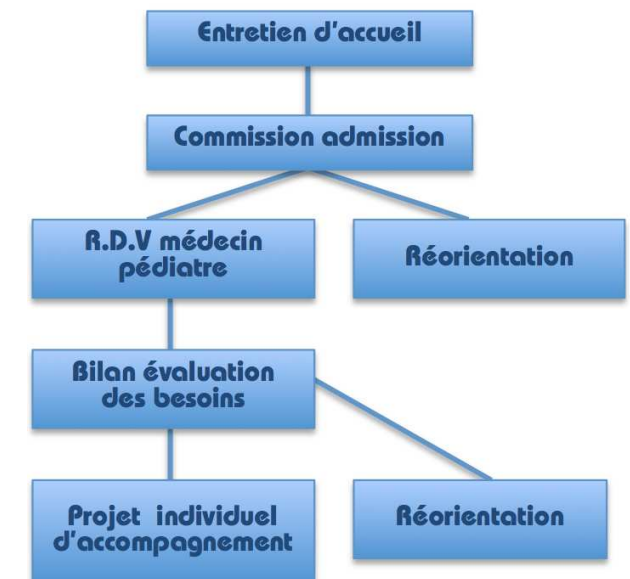 Entretien d'accueil
Commission admission
R.D.V médecin
pédiatre
Réorientation
Bilan évaluation
des besoins
Projet individuel
d'accompagnement
Réorientation